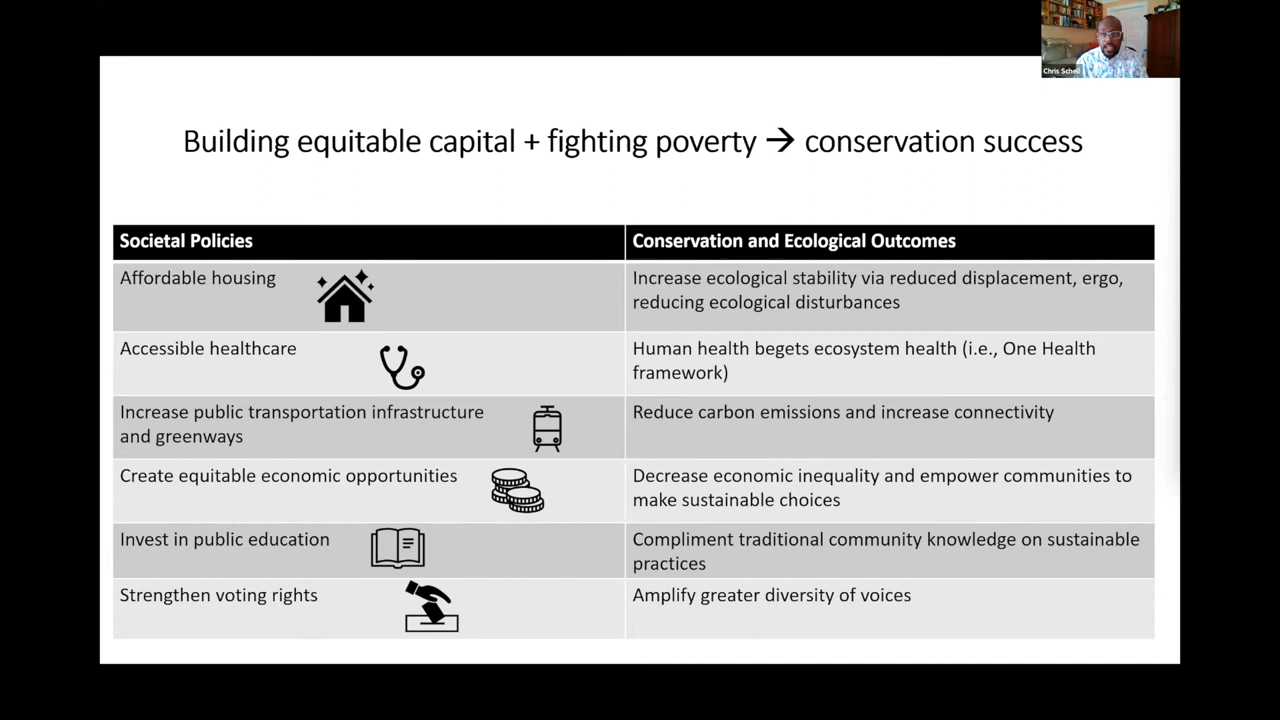 Chris Schell
Building equitable capital + fighting poverty → conservation success
Societal Policies
Conservation and Ecological Outcomes
Affordable housing
Increase ecological stability via reduced displacement, ergo,
reducing ecological disturbances
Accessible healthcare
Human health begets ecosystem health (i.e., One Health
framework)
Increase public transportation infrastructure
and greenways
Reduce carbon emissions and increase connectivity
Create equitable economic opportunities
Decrease economic inequality and empower communities to
make sustainable choices
Invest in public education
Compliment traditional community knowledge on sustainable
practices
Strengthen voting rights
Amplify greater diversity of voices